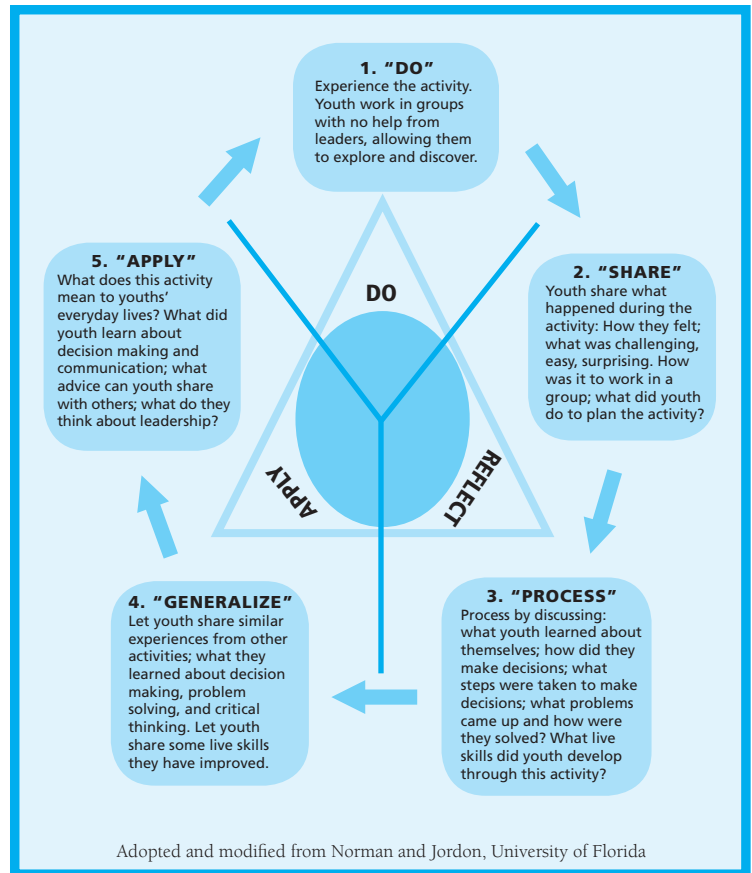 1. “DO”
Experience the activity.
Youth work in groups
with no help from
leaders, allowing them
to explore and discover.
2. “SHARE”
Youth share what
happened during the
activity: How they felt;
what was challenging,
easy, surprising. How
was it to work in a
group; what did youth
do to plan the activity?
3. “PROCESS”
Process by discussing:
what youth learned about
themselves; how did they
make decisions; what
steps were taken to make
decisions; what problems
came up and how were
they solved? What live
skills did youth develop
through this activity?
4. “GENERALIZE”
Let youth share similar
experiences from other
activities; what they
learned about decision
making, problem
solving, and critical
thinking. Let youth
share some live skills
they have improved.
5. “APPLY”
What does this activity
mean to youths’
everyday lives? What did
youth learn about
decision making and
communication; what
advice can youth share
with others; what do they
think about leadership?
DO
REFLECT
APPLY
Adopted and modified from Norman and Jordon, University of Florida